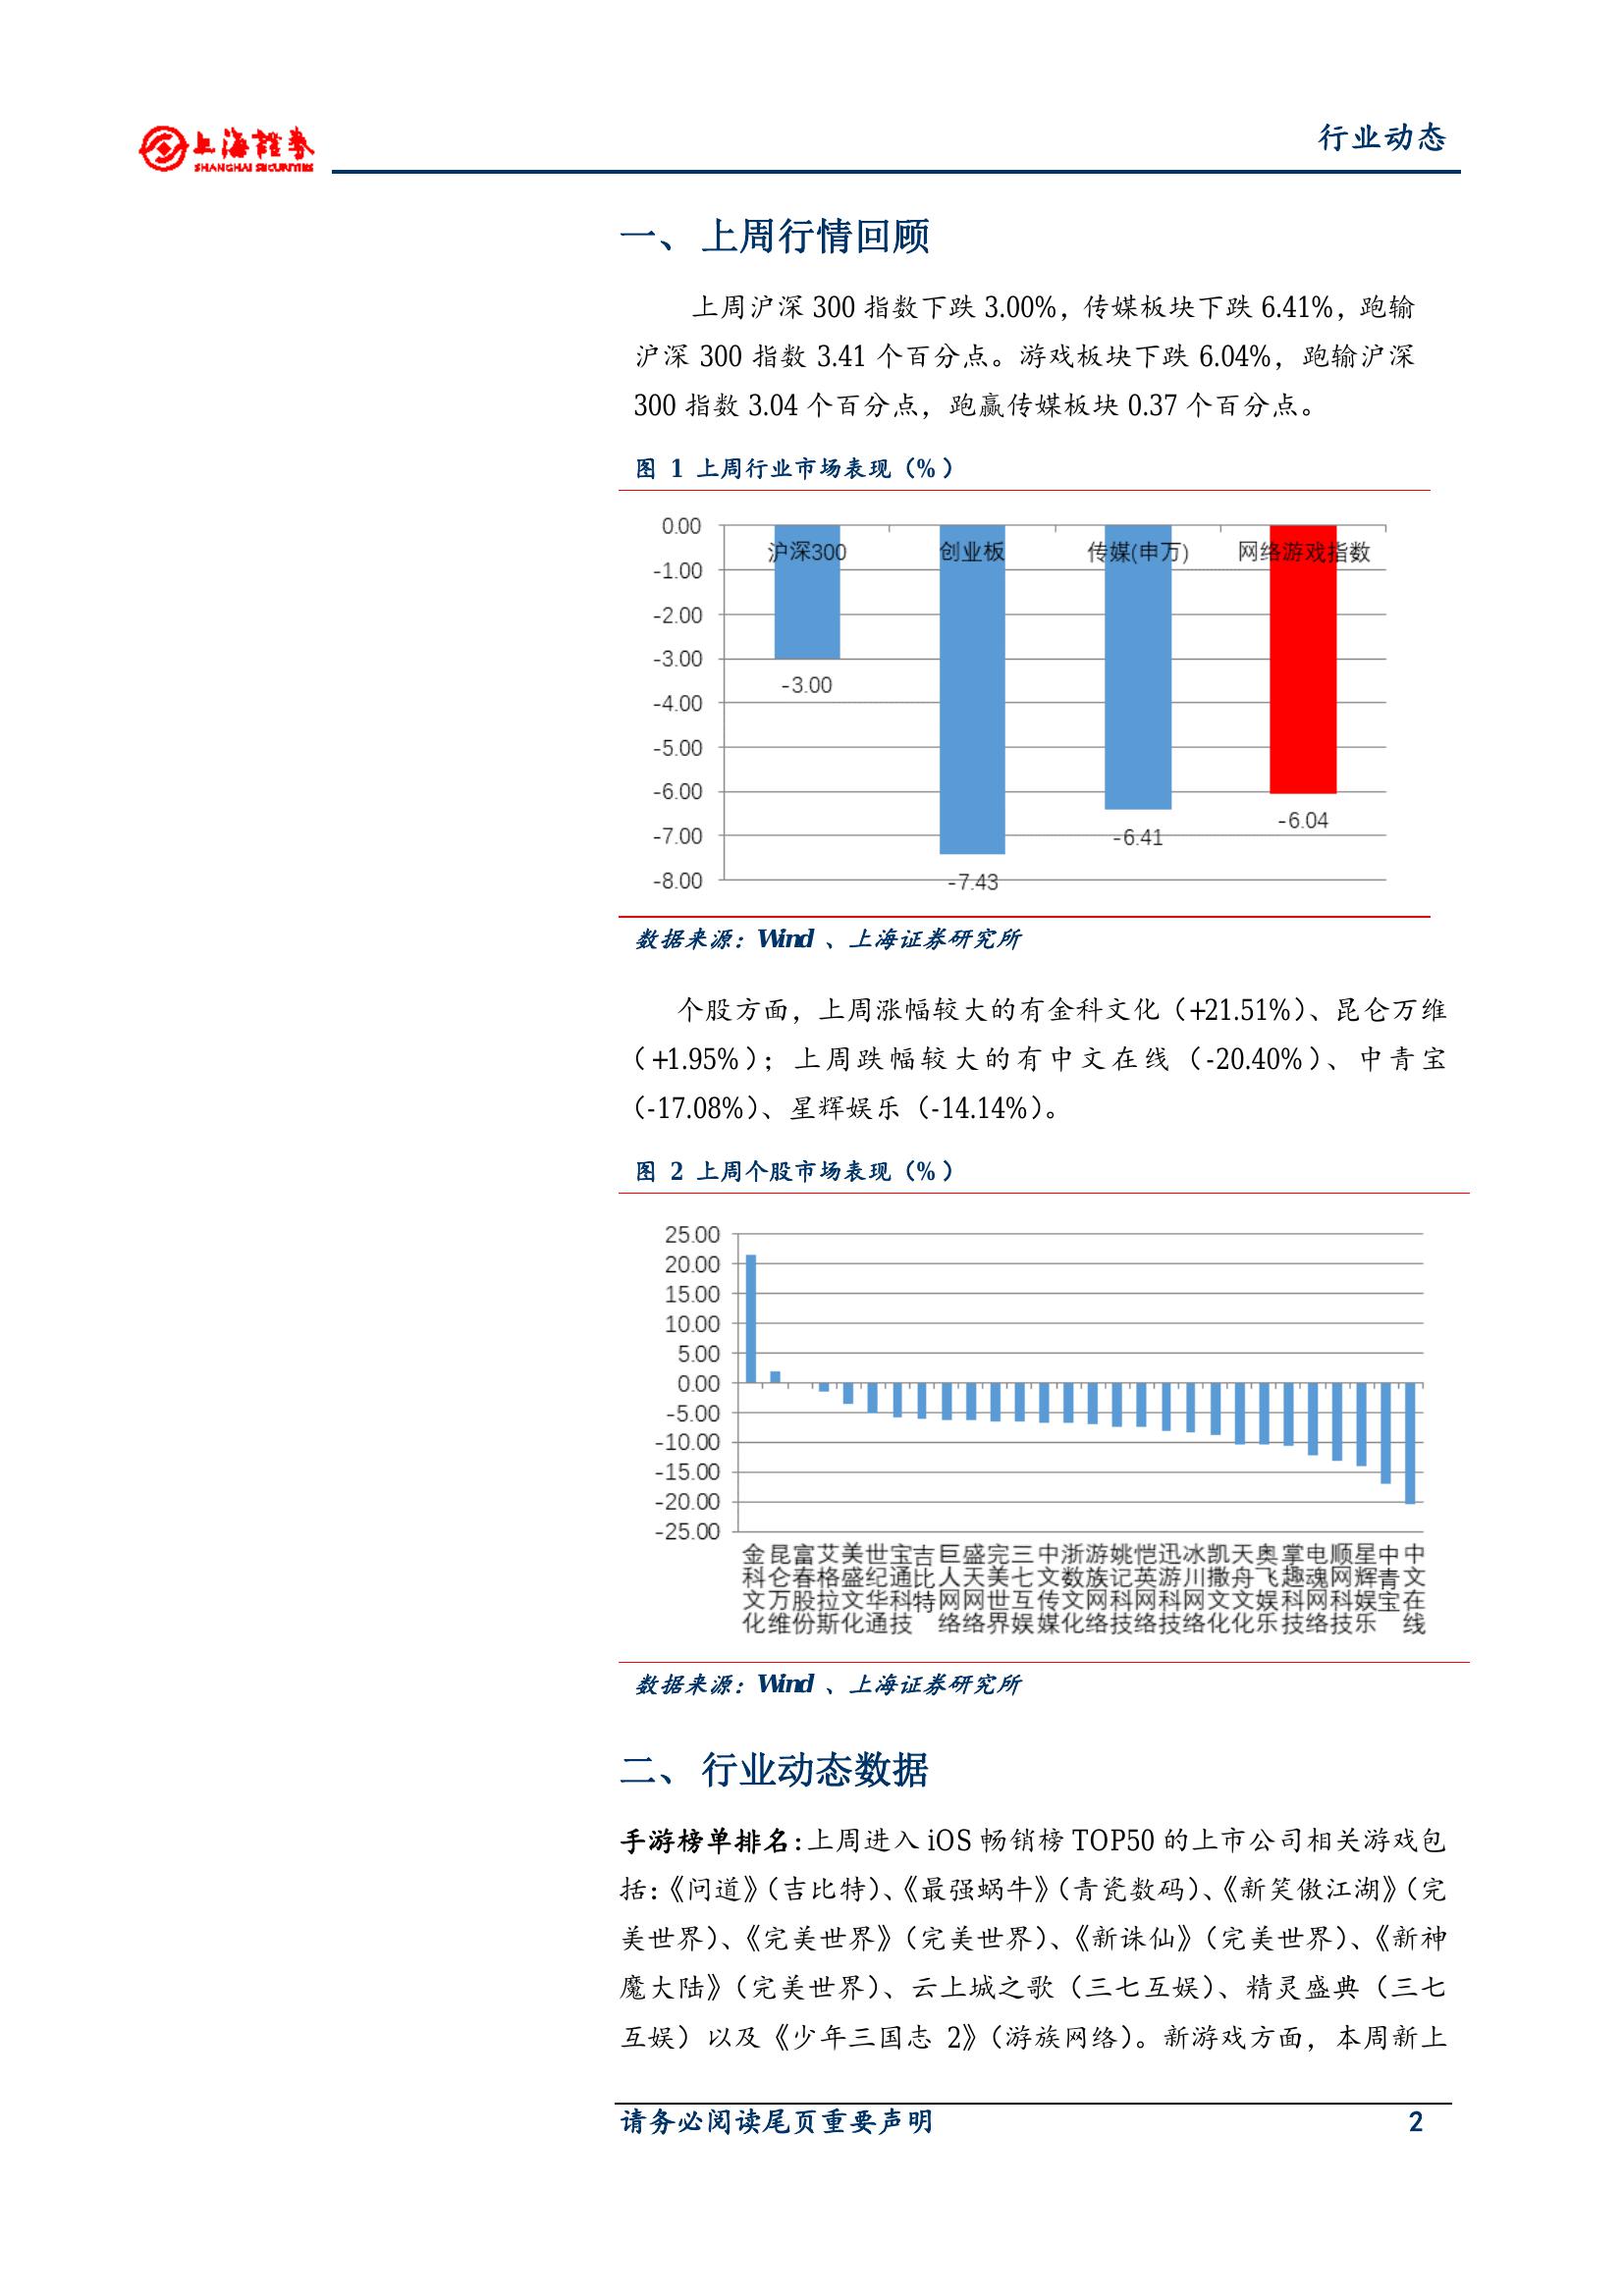 上海證券
SHANGHAI SECURITIES
行业动态
一、 上周行情回顾
上周沪深 300 指数下跌 3.00%，传媒板块下跌 6.41%，跑输
沪深 300 指数 3.41 个百分点。游戏板块下跌 6.04%，跑输沪深
300 指数 3.04 个百分点，跑赢传媒板块 0.37 个百分点。
图 1 上周行业市场表现（%）
0.00
沪深300 创业板 传媒(申万) 网络游戏指数
-1.00
-2.00
-3.00
-3.00
-4.00
-5.00
-6.00
-6.04
-7.00
-6.41
-8.00
-7.43
数据来源：Wind 、上海证券研究所
个股方面，上周涨幅较大的有金科文化（+21.51%）、昆仑万维
（+1.95%）；上周跌幅较大的有中文在线（-20.40%）、中青宝
（-17.08%）、星辉娱乐（-14.14%）。
图 2 上周个股市场表现（%）
25.00
20.00
15.00
10.00
5.00
0.00
-5.00
-10.00
-15.00
-20.00
-25.00
金科文化
昆仑万维
富春股份
艾格拉斯
美盛文化
世纪华通
宝通科技
吉比特
巨人网络
盛天网络
完美世界
三七互娱
中文传媒
浙数文化
游族网络
姚记科技
恺英网络
迅游科技
冰川网络
凯撒文化
天舟文化
奥飞娱乐
掌趣科技
电魂网络
顺网科技
星辉娱乐
中青宝
中文在线
数据来源：Wind 、上海证券研究所
二、 行业动态数据
手游榜单排名：上周进入 iOS 畅销榜 TOP50 的上市公司相关游戏包
括：《问道》（吉比特）、《最强蜗牛》（青瓷数码）、《新笑傲江湖》（完
美世界）、《完美世界》（完美世界）、《新诛仙》（完美世界）、《新神
魔大陆》（完美世界）、云上城之歌（三七互娱）、精灵盛典（三七
互娱）以及《少年三国志 2》（游族网络）。新游戏方面，本周新上
请务必阅读尾页重要声明 2